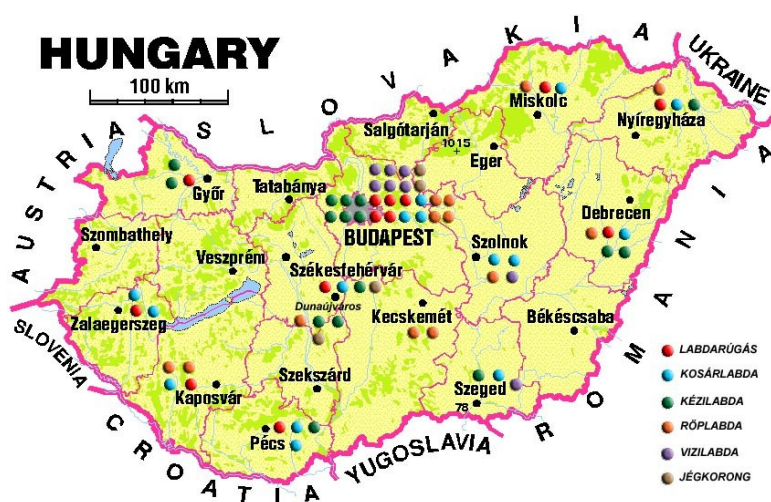 HUNGARY
100 km
AUSTRIA
SLOVAKIA
UKRAINE
ROMANIA
YUGOSLAVIA
CROATIA
SLOVENIA
Miskolc
Nyíregyháza
Salgótarján
1015
Eger
Győr
Tatabánya
BUDAPEST
Debrecen
Szombathely
Veszprém
Székesfehérvár
Szolnok
Dunaújváros
Zalaegerszeg
Kecskemét
Békéscsaba
Kaposvár
Szekszárd
Szeged
78
Pécs
LABDARÚGÁS
KOSÁRLABDA
KÉZILABDA
RÖPLABDA
VIZILABDA
JÉGKORONG